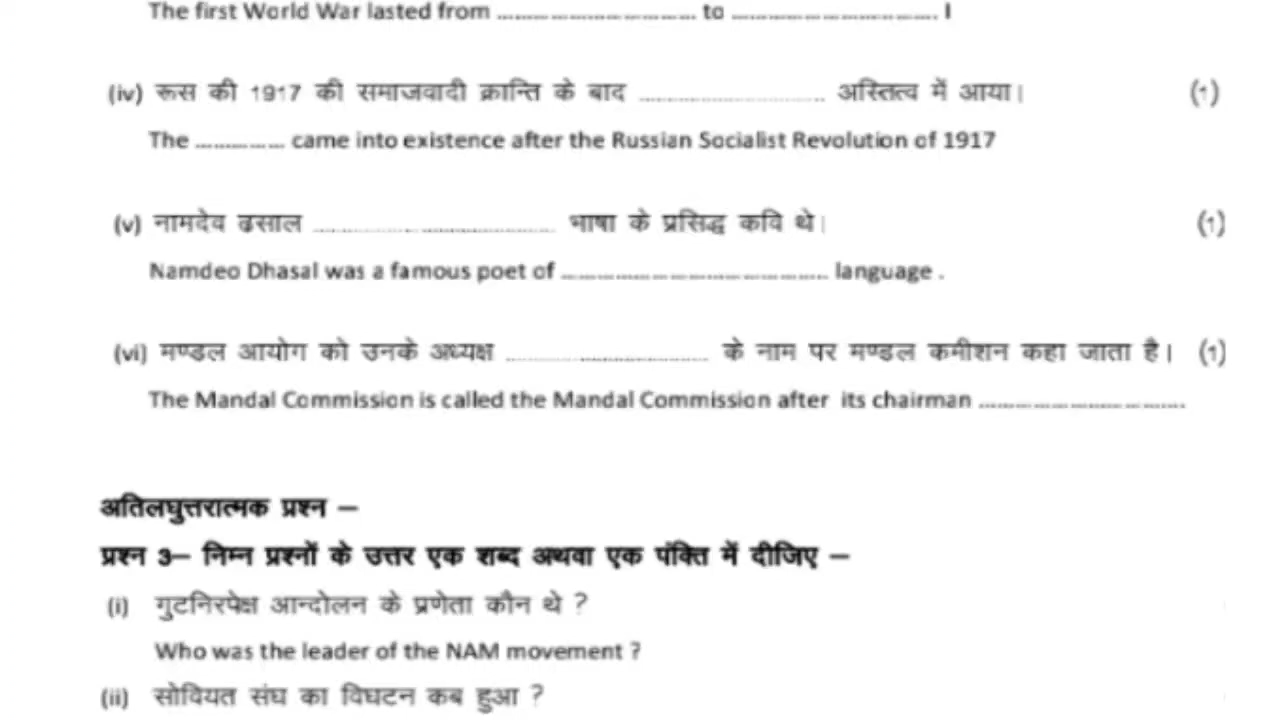 The first World War lasted from ................................ to ................................ I
(iv) रूस की 1917 की समाजवादी क्रान्ति के बाद .............................. अस्तित्व में आया। (1)
The ............... came into existence after the Russian Socialist Revolution of 1917
(v) नामदेव ढसाल ....................................... भाषा के प्रसिद्ध कवि थे। (1)
Namdeo Dhasal was a famous poet of ............................................ language .
(vi) मण्डल आयोग को उनके अध्यक्ष ................................. के नाम पर मण्डल कमीशन कहा जाता है। (1)
The Mandal Commission is called the Mandal Commission after its chairman ..................................
अतिलघुत्तरात्मक प्रश्न –
प्रश्न 3– निम्न प्रश्नों के उत्तर एक शब्द अथवा एक पंक्ति में दीजिए –
(i) गुटनिरपेक्ष आन्दोलन के प्रणेता कौन थे ?
Who was the leader of the NAM movement ?
(ii) सोवियत संघ का विघटन कब हुआ ?